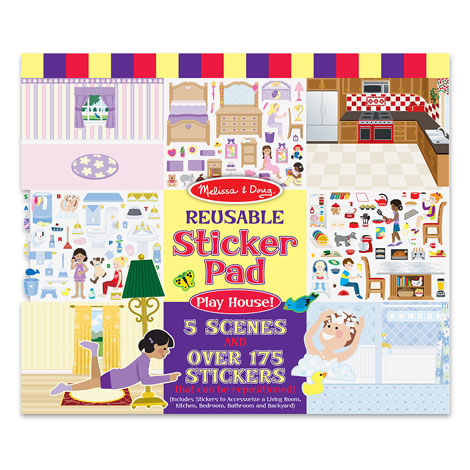 Melissa & Doug
REUSABLE
Sticker
Pad
Play House!
5 SCENES
AND
OVER 175
STICKERS
that can be repositioned!
(Includes Stickers to Accessorize a Living Room,
Kitchen, Bedroom, Bathroom and Backyard)